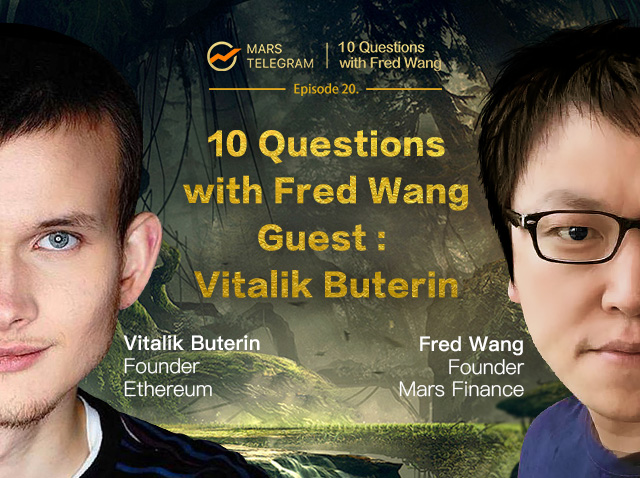 MARS
TELEGRAM
10 Questions
with Fred Wang
Episode 20.
10 Questions
with Fred Wang
Guest :
Vitalik Buterin
Vitalik Buterin
Founder
Ethereum
Fred Wang
Founder
Mars Finance